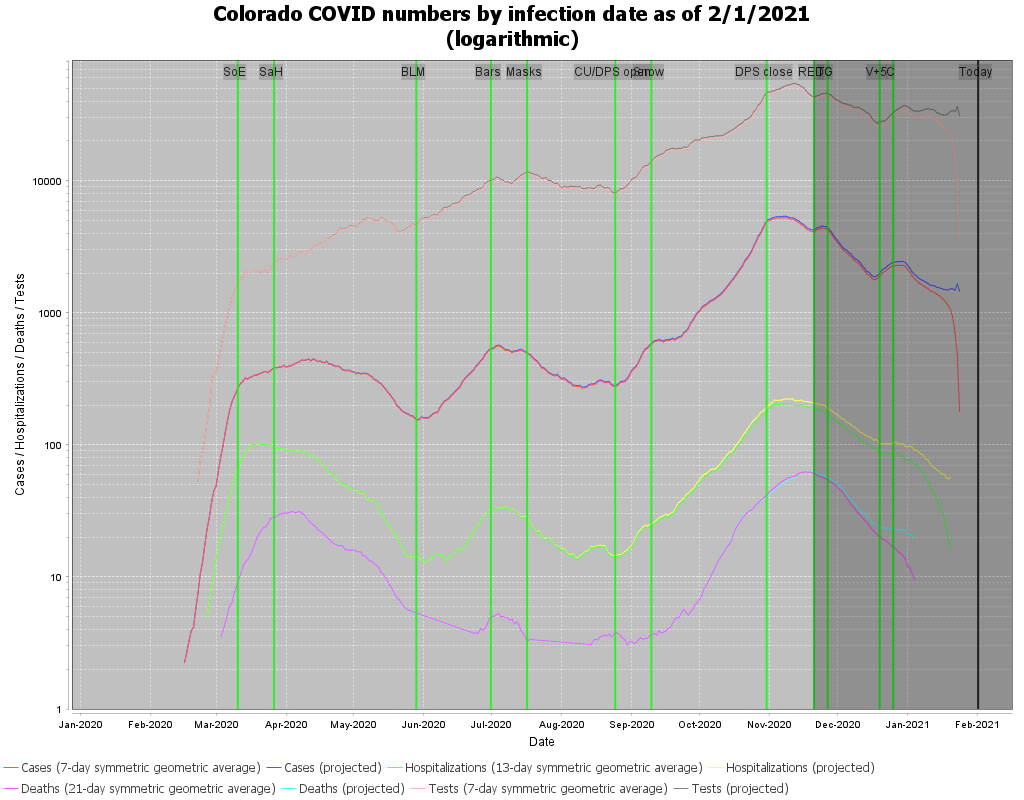 Colorado COVID numbers by infection date as of 2/1/2021
(logarithmic)
SoE SaH BLM Bars Masks CU/DPS open Snow DPS close RED TG V+5C Today
10000
1000
100
10
1
Cases / Hospitalizations / Deaths / Tests
Jan-2020 Feb-2020 Mar-2020 Apr-2020 May-2020 Jun-2020 Jul-2020 Aug-2020 Sep-2020 Oct-2020 Nov-2020 Dec-2020 Jan-2021 Feb-2021
Date
Cases (7-day symmetric geometric average) Cases (projected) Hospitalizations (13-day symmetric geometric average) Hospitalizations (projected)
Deaths (21-day symmetric geometric average) Deaths (projected) Tests (7-day symmetric geometric average) Tests (projected)